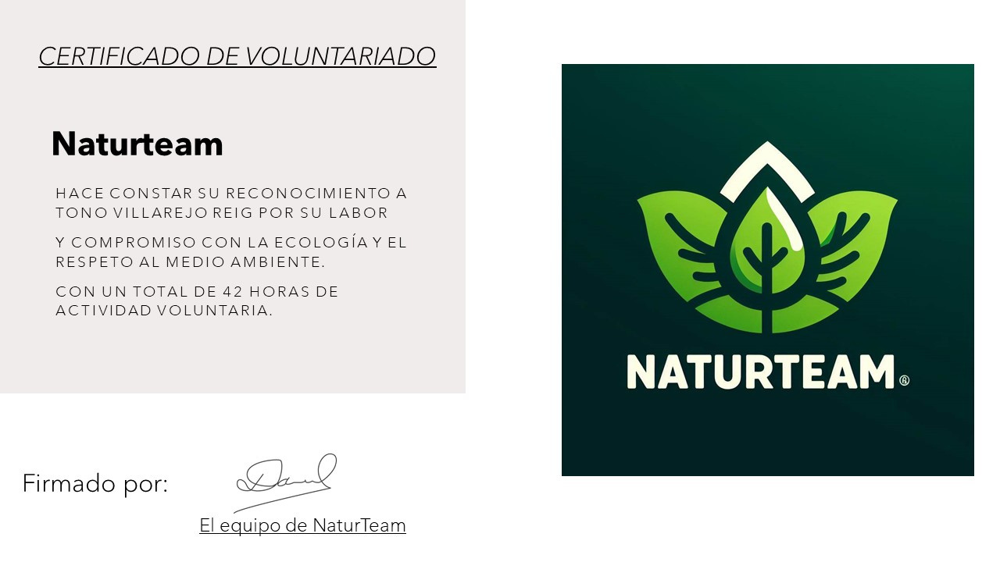 CERTIFICADO DE VOLUNTARIADO
Naturteam
HACE CONSTAR SU RECONOCIMIENTO A
TONO VILLAREJO REIG POR SU LABOR
Y COMPROMISO CON LA ECOLOGÍA Y EL
RESPETO AL MEDIO AMBIENTE.
CON UN TOTAL DE 42 HORAS DE
ACTIVIDAD VOLUNTARIA.
NATURTEAM®
Firmado por:
El equipo de NaturTeam